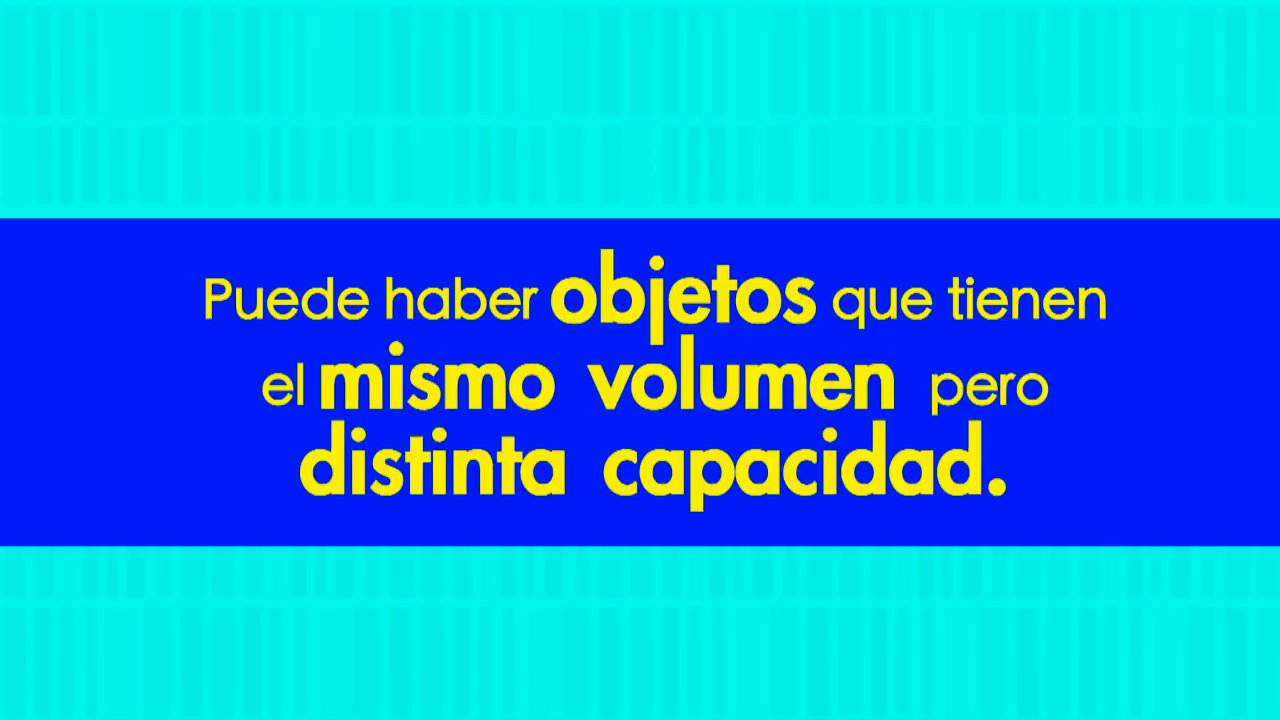 Puede haber objetos que tienen
el mismo volumen pero
distinta capacidad.